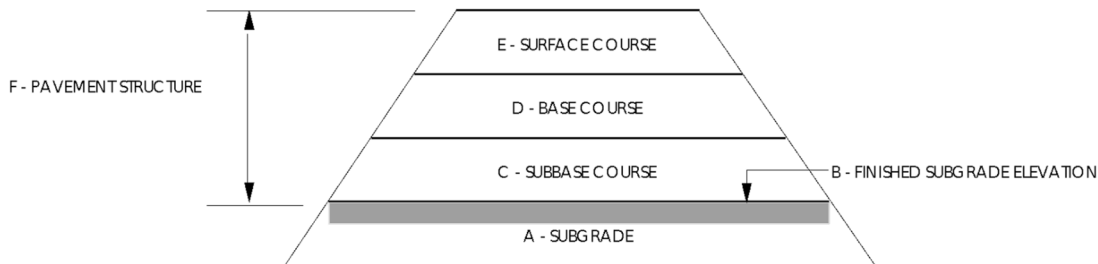 E - SURFACE COURSE
F - PAVEMENT STRUCTURE
D - BASE COURSE
C - SUBBASE COURSE
B - FINISHED SUBGRADE ELEVATION
A - SUBGRADE